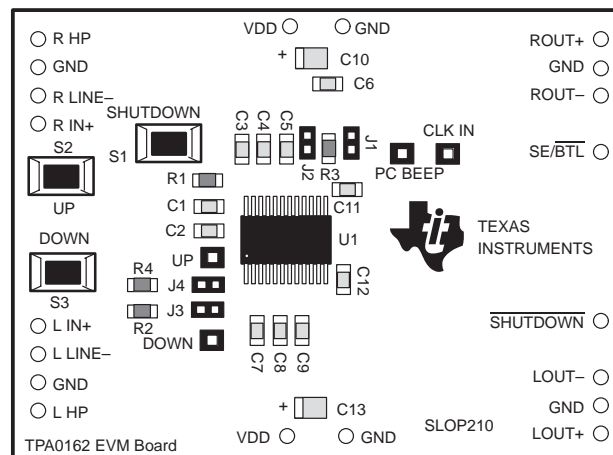 VDD
GND
R HP
GND
R LINE–
R IN+
+
C10
C6
ROUT+
GND
ROUT–
SE/BTL
S2
SHUTDOWN
S1
UP
C3
C4
C5
J2
R3
J1
PC BEEP
CLK IN
R1
C1
C2
C11
U1
TEXAS
INSTRUMENTS
DOWN
S3
UP
R4
J4
J3
R2
DOWN
C12
C7
C8
C9
L IN+
L LINE–
GND
L HP
SHUTDOWN
LOUT–
GND
LOUT+
+
C13
VDD
GND
SLOP210
TPA0162 EVM Board